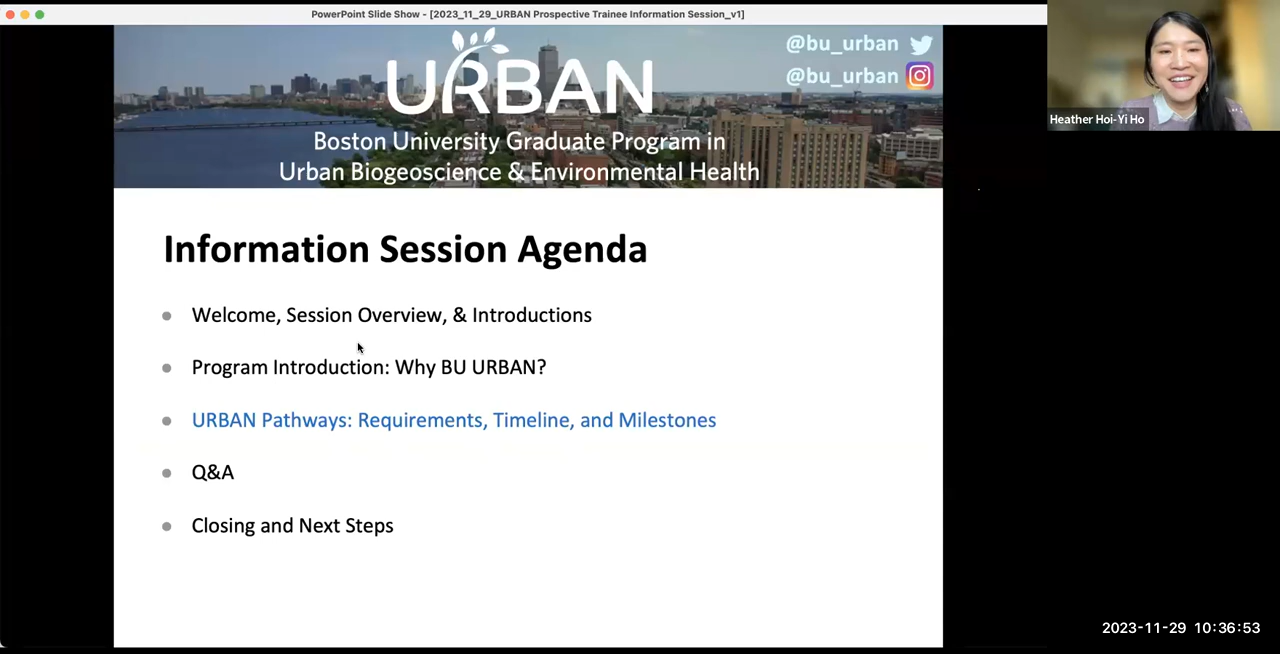 PowerPoint Slide Show - [2023_11_29_URBAN Prospective Trainee Information Session_v1]
URBAN
@bu_urban
@bu_urban
Boston University Graduate Program in
Urban Biogeoscience & Environmental Health
Heather Hoi-Yi Ho
Information Session Agenda
Welcome, Session Overview, & Introductions
Program Introduction: Why BU URBAN?
URBAN Pathways: Requirements, Timeline, and Milestones
Q&A
Closing and Next Steps
2023-11-29 10:36:53